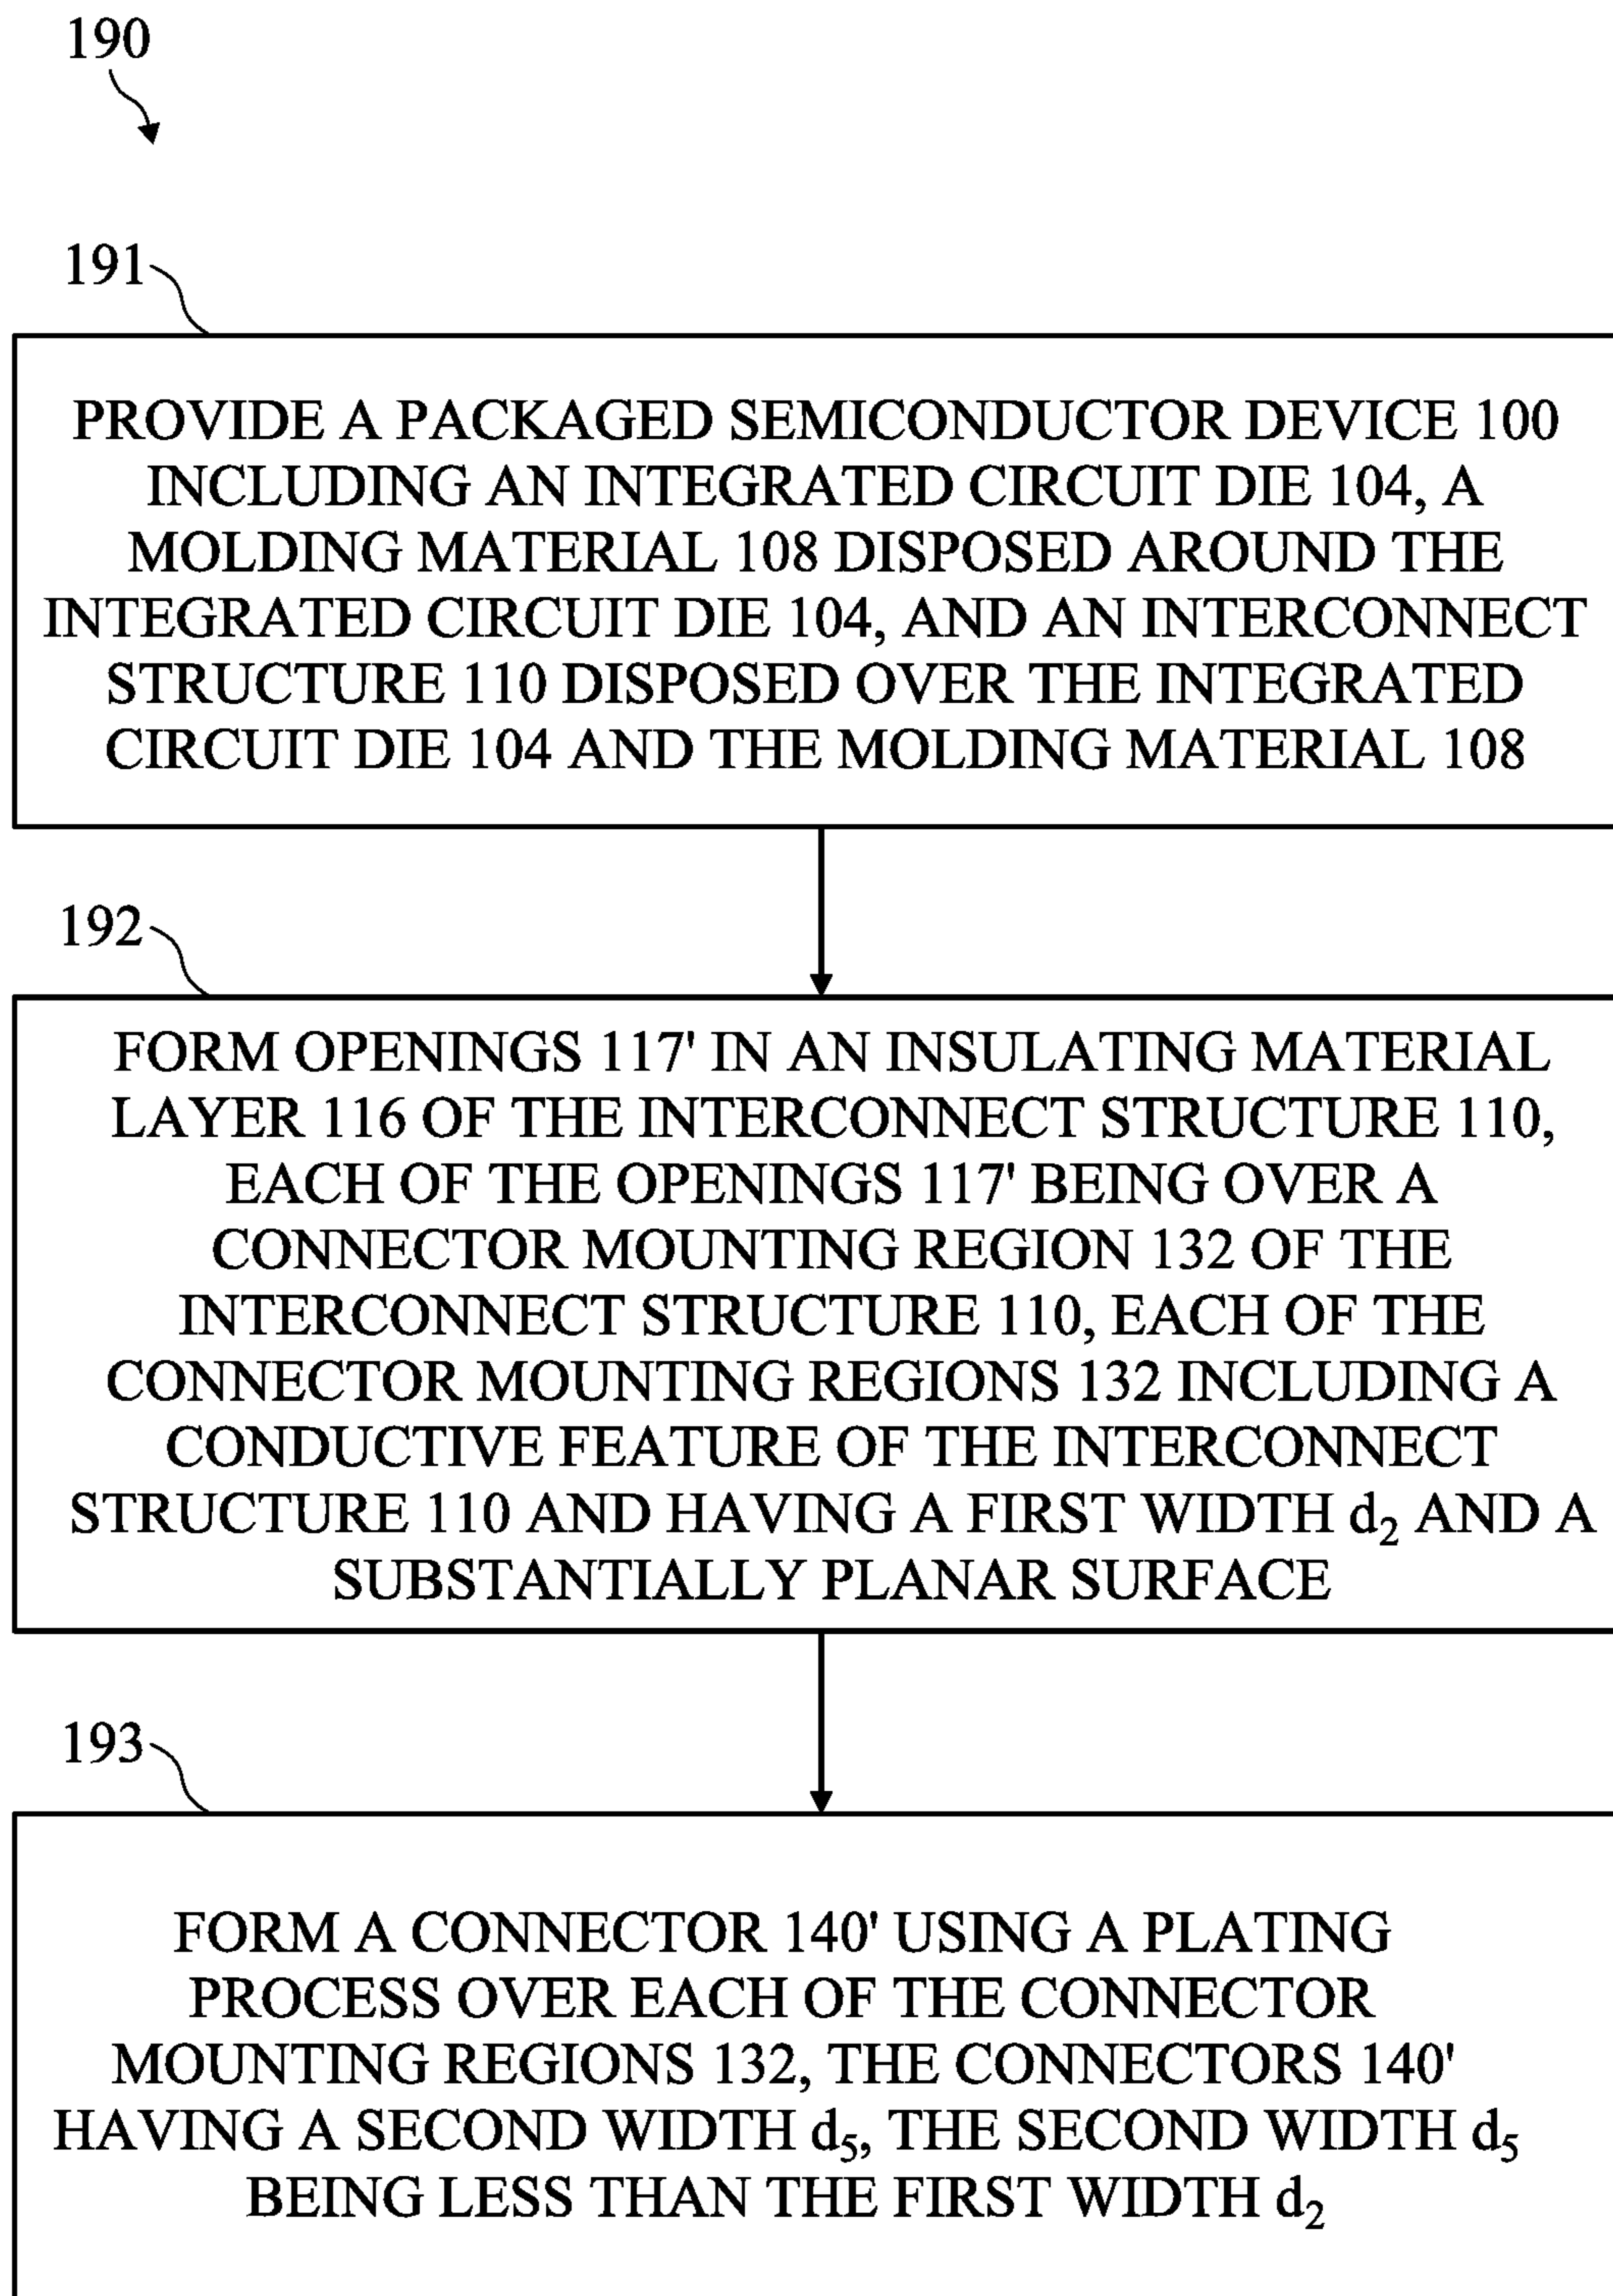 190
191
PROVIDE A PACKAGED SEMICONDUCTOR DEVICE 100
INCLUDING AN INTEGRATED CIRCUIT DIE 104, A
MOLDING MATERIAL 108 DISPOSED AROUND THE
INTEGRATED CIRCUIT DIE 104, AND AN INTERCONNECT
STRUCTURE 110 DISPOSED OVER THE INTEGRATED
CIRCUIT DIE 104 AND THE MOLDING MATERIAL 108
192
FORM OPENINGS 117' IN AN INSULATING MATERIAL
LAYER 116 OF THE INTERCONNECT STRUCTURE 110,
EACH OF THE OPENINGS 117' BEING OVER A
CONNECTOR MOUNTING REGION 132 OF THE
INTERCONNECT STRUCTURE 110, EACH OF THE
CONNECTOR MOUNTING REGIONS 132 INCLUDING A
CONDUCTIVE FEATURE OF THE INTERCONNECT
STRUCTURE 110 AND HAVING A FIRST WIDTH d2 AND A
SUBSTANTIALLY PLANAR SURFACE
193
FORM A CONNECTOR 140' USING A PLATING
PROCESS OVER EACH OF THE CONNECTOR
MOUNTING REGIONS 132, THE CONNECTORS 140'
HAVING A SECOND WIDTH d5, THE SECOND WIDTH d5
BEING LESS THAN THE FIRST WIDTH d2